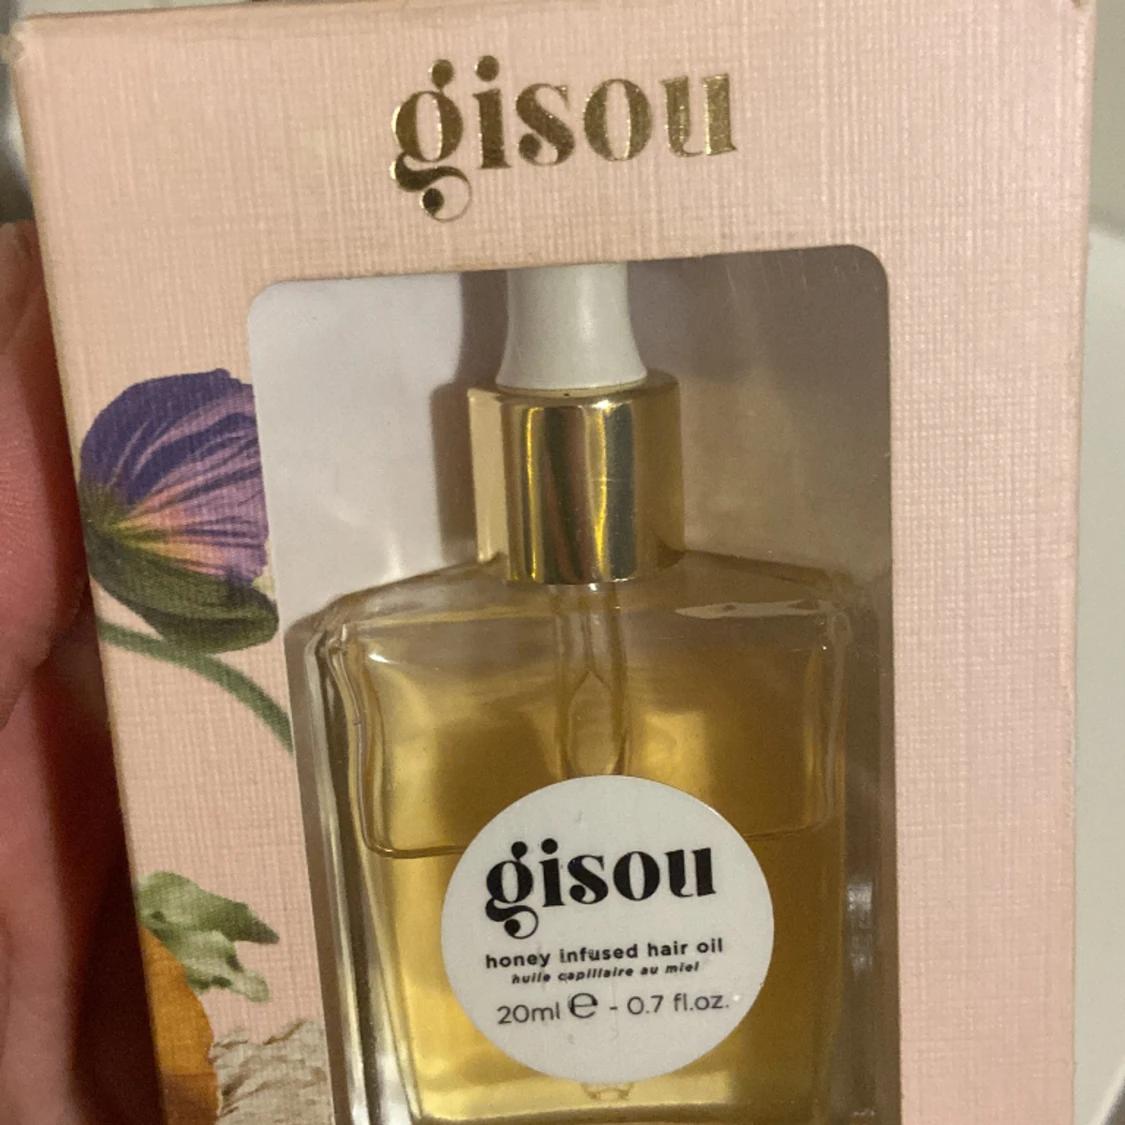 gisou
gisou
honey infused hair oil
huile capillaire au miel
20ml ℮ - 0.7 fl.oz.